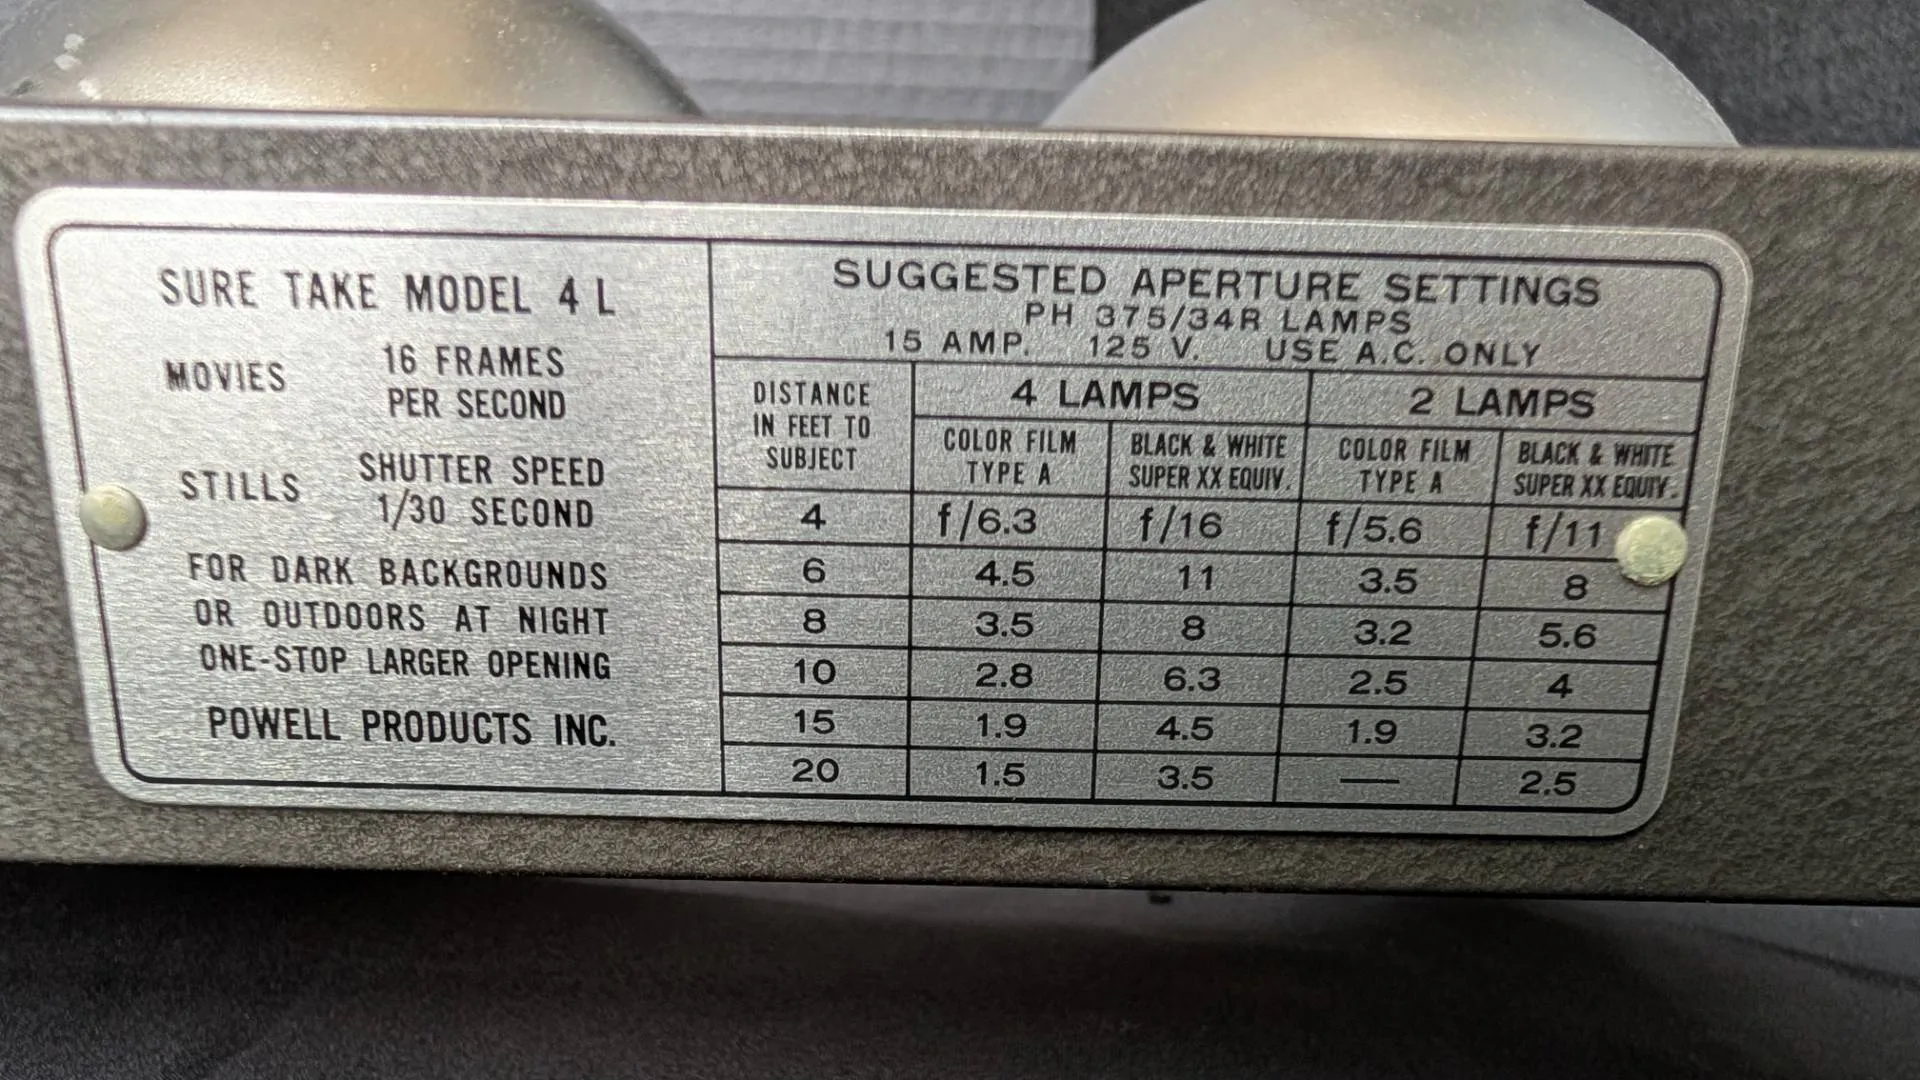 SURE TAKE MODEL 4 L
MOVIES 16 FRAMES
PER SECOND
STILLS SHUTTER SPEED
1/30 SECOND
FOR DARK BACKGROUNDS
OR OUTDOORS AT NIGHT
ONE-STOP LARGER OPENING
POWELL PRODUCTS INC.
SUGGESTED APERTURE SETTINGS
PH 375/34R LAMPS
15 AMP. 125 V. USE A.C. ONLY
DISTANCE
IN FEET TO
SUBJECT
4 LAMPS 2 LAMPS
COLOR FILM
TYPE A
BLACK & WHITE
SUPER XX EQUIV.
COLOR FILM
TYPE A
BLACK & WHITE
SUPER XX EQUIV.
4 f/6.3 f/16 f/5.6 f/11
6 4.5 11 3.5 8
8 3.5 8 3.2 5.6
10 2.8 6.3 2.5 4
15 1.9 4.5 1.9 3.2
20 1.5 3.5 — 2.5